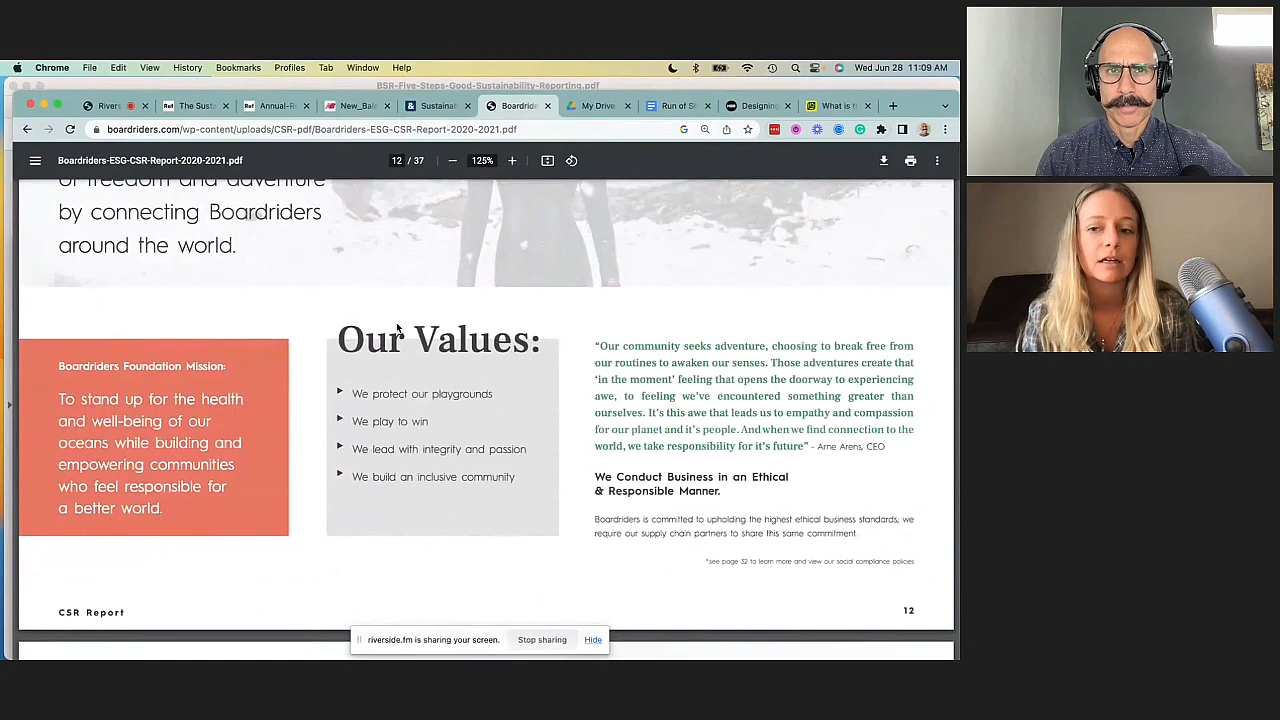 Chrome File Edit View History Bookmarks Profiles Tab Window Help Wed Jun 28 11:09 AM
BSR-Five-Steps-Good-Sustainability-Reporting.pdf
Rivers The Susta Annual-R New_Bal Sustainab Boardride My Drive Run of Sh Designing What is t
boardriders.com/wp-content/uploads/CSR-pdf/Boardriders-ESG-CSR-Report-2020-2021.pdf
Boardriders-ESG-CSR-Report-2020-2021.pdf 12 / 37 125%
of freedom and adventure
by connecting Boardriders
around the world.
Boardriders Foundation Mission:
To stand up for the health
and well-being of our
oceans while building and
empowering communities
who feel responsible for
a better world.
Our Values:
We protect our playgrounds
We play to win
We lead with integrity and passion
We build an inclusive community
“Our community seeks adventure, choosing to break free from
our routines to awaken our senses. Those adventures create that
‘in the moment’ feeling that opens the doorway to experiencing
awe, to feeling we’ve encountered something greater than
ourselves. It’s this awe that leads us to empathy and compassion
for our planet and it’s people. And when we find connection to the
world, we take responsibility for it’s future” - Arne Arens, CEO
We Conduct Business in an Ethical
& Responsible Manner.
Boardriders is committed to upholding the highest ethical business standards, we
require our supply chain partners to share this same commitment.
*see page 32 to learn more and view our social compliance policies
CSR Report 12
riverside.fm is sharing your screen. Stop sharing Hide